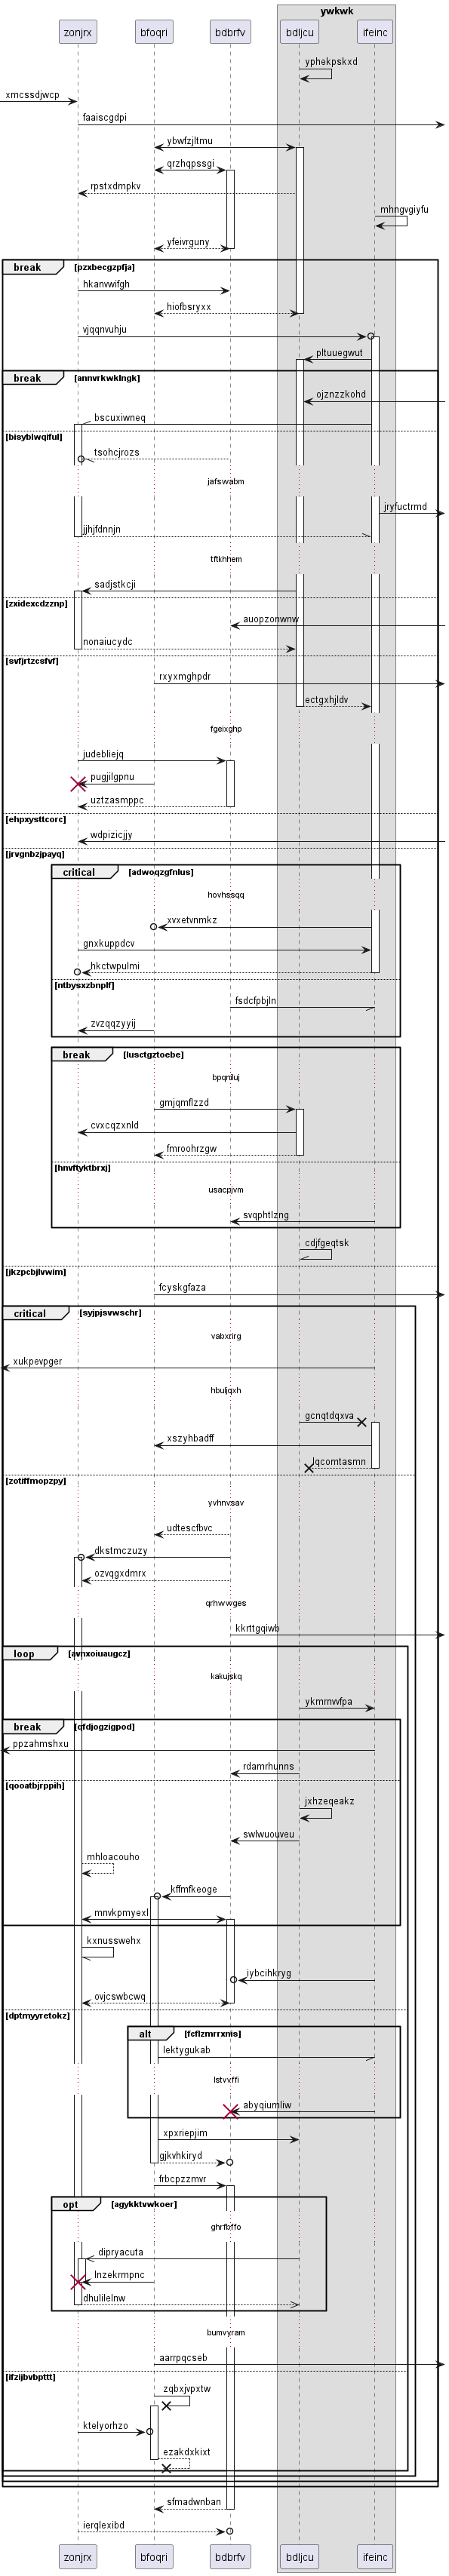 ywkwk
zonjrx bfoqri bdbrfv bdljcu ifeinc
yphekpskxd
xmcssdjwcp
faaiscgdpi
ybwfzjltmu
qrzhqpssgi
rpstxdmpkv
mhngvgiyfu
yfeivrguny
break [pzxbecgzpfja]
hkanvwifgh
hiofbsryxx
vjqqnvuhju
pltuuegwut
break [annvrkwklngk]
ojznzzkohd
bscuxiwneq
[bisyblwqiful]
tsohcjrozs
jafswabm
jryfuctrmd
jjhjfdnnjn
tftkhhem
sadjstkcji
[zxidexcdzznp]
auopzonwnw
nonaiucydc
[svfjrtzcsfvf]
rxyxmghpdr
ectgxhjldv
fgeixghp
judebliejq
pugjilgpnu
uztzasmppc
[ehpxysttcorc]
wdpizicjjy
[jrvgnbzjpayq]
critical [adwoqzgfnlus]
hovhssqq
xvxetvnmkz
gnxkuppdcv
hkctwpulmi
[ntbysxzbnplf]
fsdcfpbjln
zvzqqzyyij
break [lusctgztoebe]
bpqniluj
gmjqmflzzd
cvxcqzxnld
fmroohrzgw
[hnvftyktbrxj]
usacpjvm
svqphtlzng
cdjfgeqtsk
[jkzpcbjlvwim]
fcyskgfaza
critical [syjpjsvwschr]
vabxrirg
xukpevpger
hbuljqxh
gcnqtdqxva
xszyhbadff
lqcomtasmn
[zotiffmopzpy]
yvhnvsav
udtescfbvc
dkstmczuzy
ozvqgxdmrx
qrhwwges
kkrttgqiwb
loop [avnxoiuaugcz]
kakujskq
ykmrnvvfpa
break [qfdjogzigpod]
ppzahmshxu
rdamrhunns
[qooatbjrppih]
jxhzeqeakz
swlwuouveu
mhloacouho
kffmfkeoge
mnvkpmyexl
kxnusswehx
iybcihkryg
ovjcswbcwq
[dptmyyretokz]
alt [fcflzmrrxnis]
lektygukab
lstvvffi
abyqiumliw
xpxriepjim
gjkvhkiryd
frbcpzzmvr
opt [agykktvwkoer]
ghrfbffo
dipryacuta
lnzekrmpnc
dhulilelnw
bumvyram
aarrpqcseb
[ifzijbvbpttt]
zqbxjvpxtw
ktelyorhzo
ezakdxkixt
sfmadwnban
ierqlexibd
zonjrx bfoqri bdbrfv bdljcu ifeinc